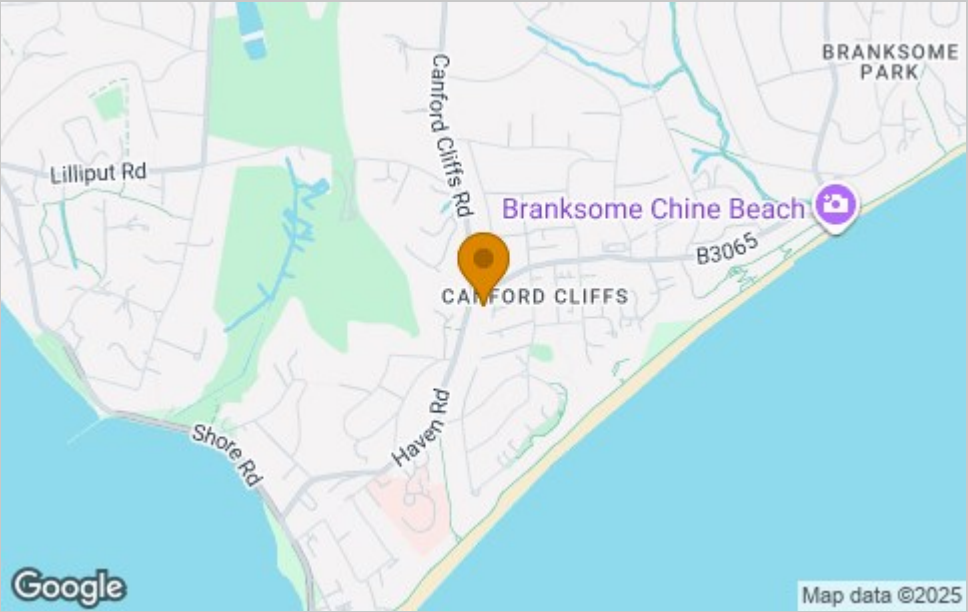 BRANKSOME
PARK
Canford Cliffs Rd
Lilliput Rd
Branksome Chine Beach
B3065
CANFORD CLIFFS
Haven Rd
Shore Rd
Google
Map data ©2025